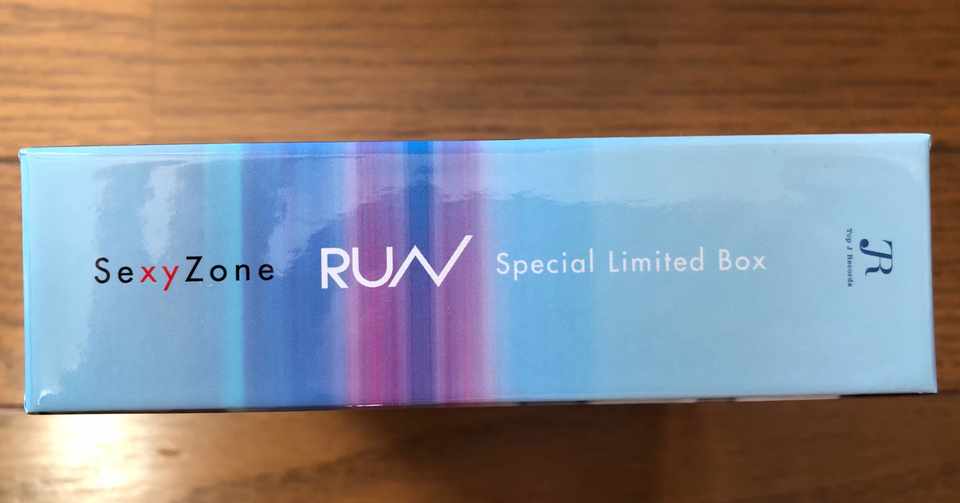 SexyZone RUN Special Limited Box
JR
Top J Records